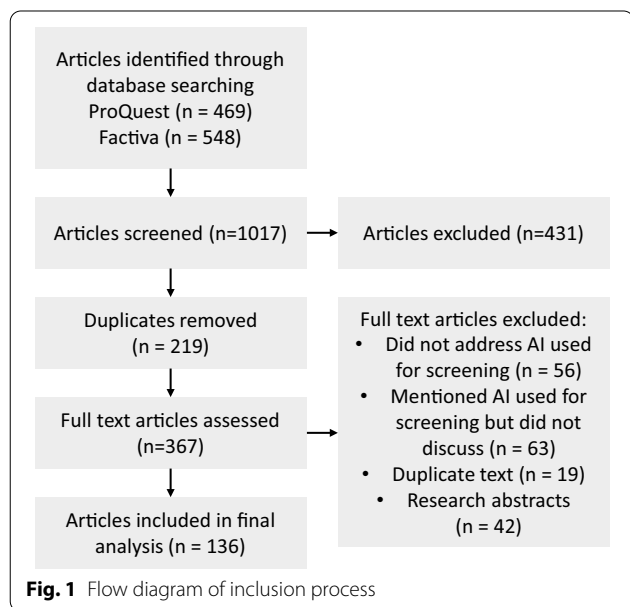 Articles identified through
database searching
ProQuest (n = 469)
Factiva (n = 548)
Articles screened (n=1017)
Articles excluded (n=431)
Duplicates removed
(n = 219)
Full text articles assessed
(n=367)
Full text articles excluded:
• Did not address AI used
for screening (n = 56)
• Mentioned AI used for
screening but did not
discuss (n = 63)
• Duplicate text (n = 19)
• Research abstracts
(n = 42)
Articles included in final
analysis (n = 136)
Fig. 1 Flow diagram of inclusion process